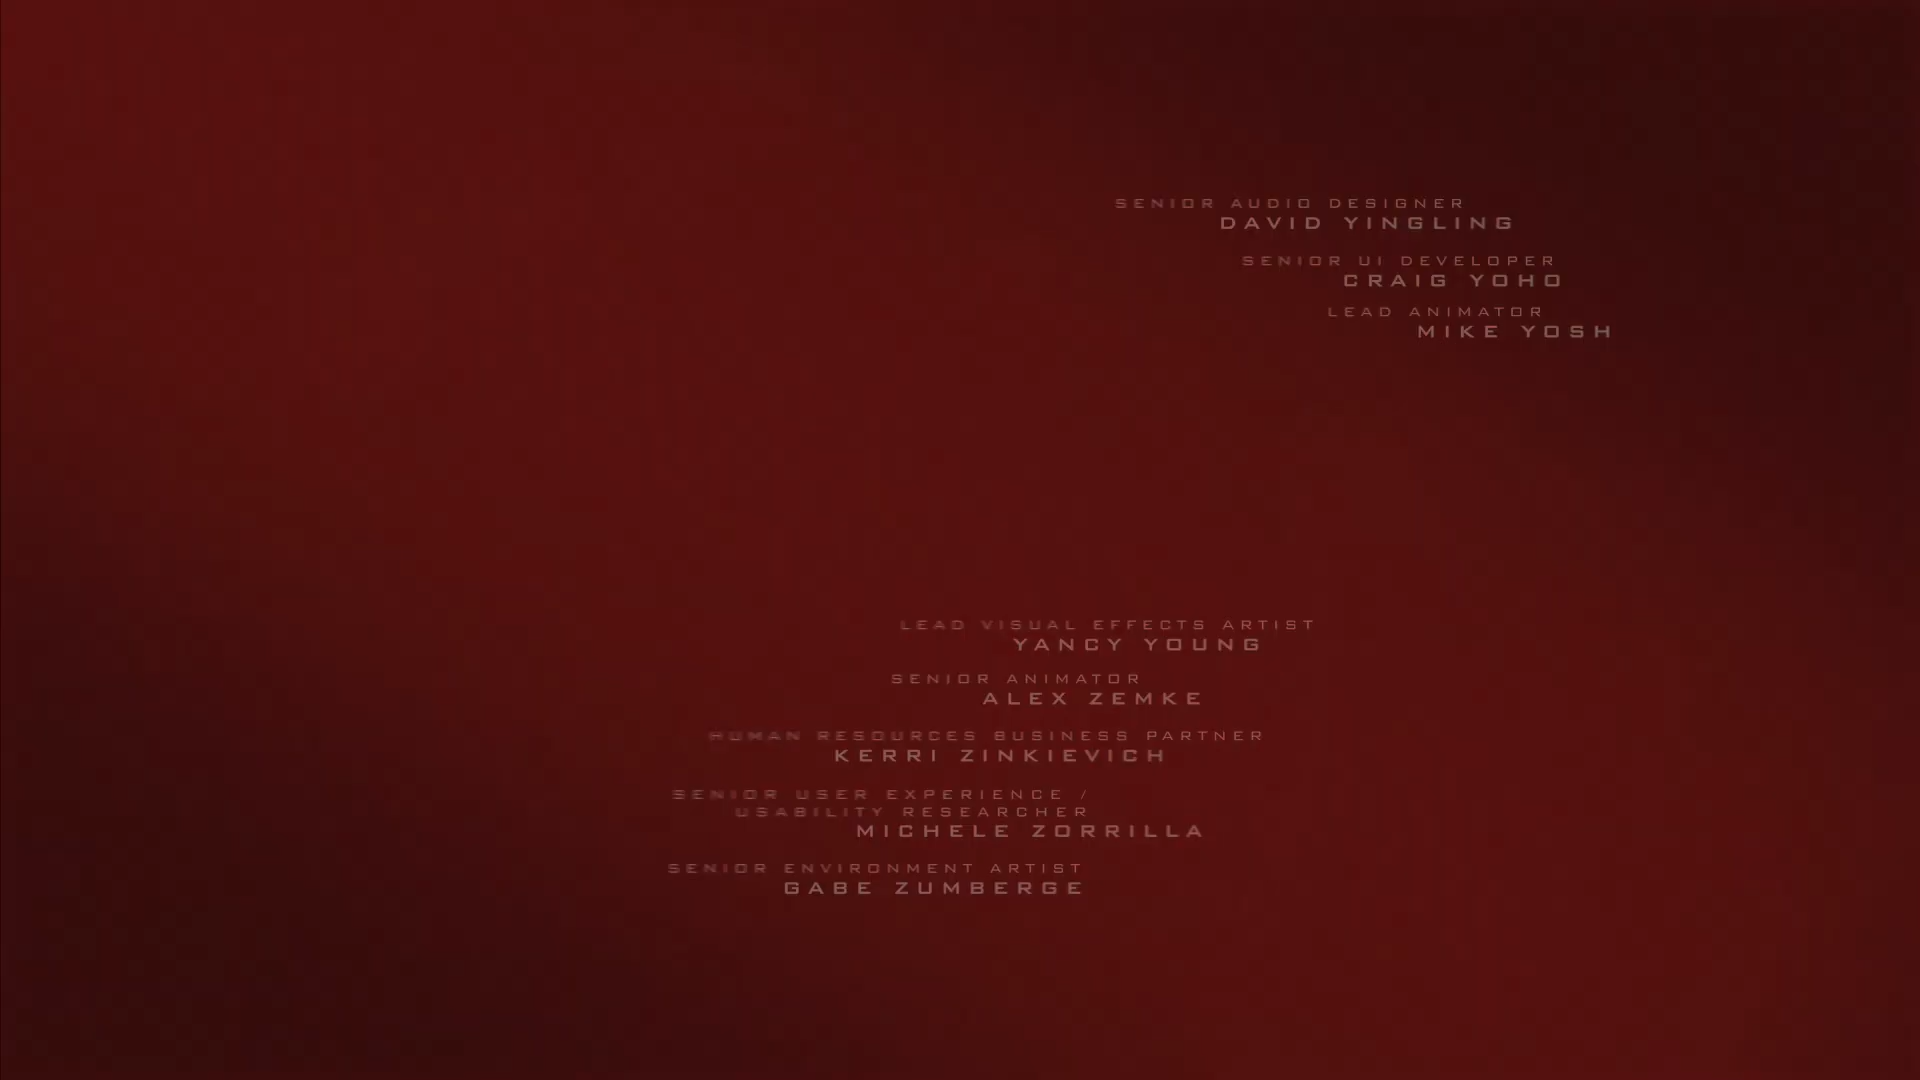 SENIOR AUDIO DESIGNER
DAVID YINGLING
SENIOR UI DEVELOPER
CRAIG YOHO
LEAD ANIMATOR
MIKE YOSH
LEAD VISUAL EFFECTS ARTIST
YANCY YOUNG
SENIOR ANIMATOR
ALEX ZEMKE
HUMAN RESOURCES BUSINESS PARTNER
KERRI ZINKIEVICH
SENIOR USER EXPERIENCE /
USABILITY RESEARCHER
MICHELE ZORRILLA
SENIOR ENVIRONMENT ARTIST
GABE ZUMBERGE